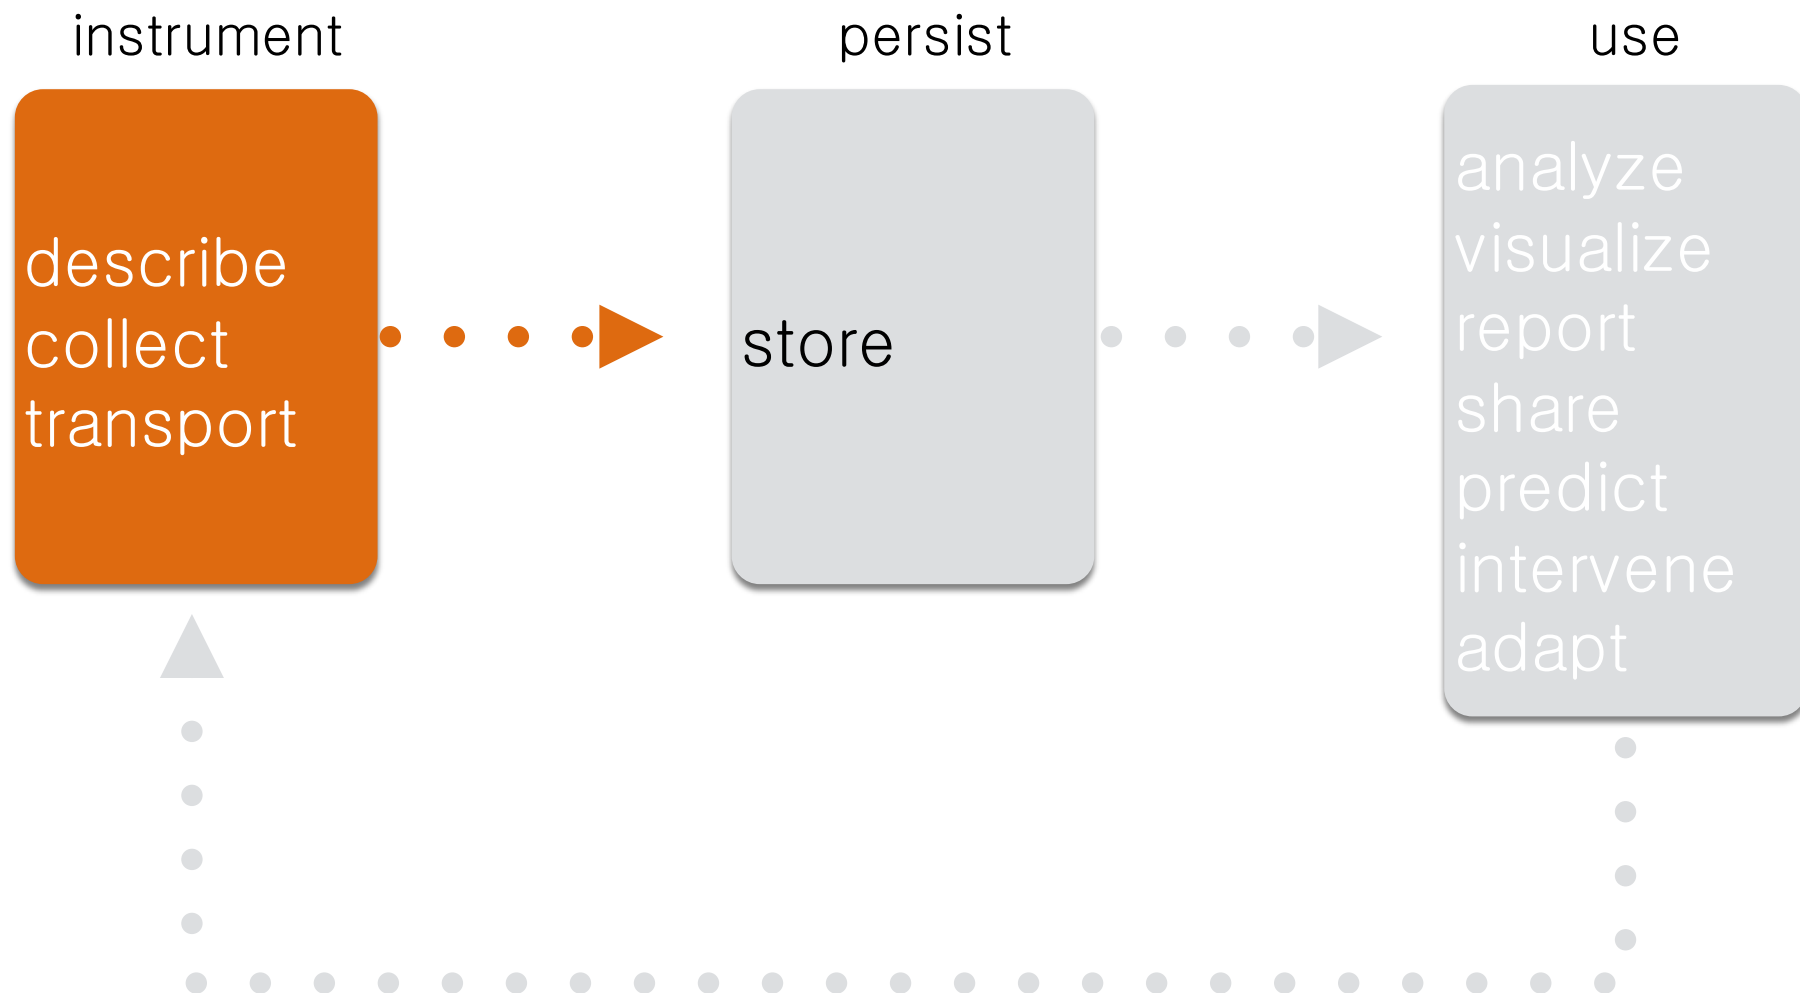 instrument
describe
collect
transport
persist
store
use
analyze
visualize
report
share
predict
intervene
adapt